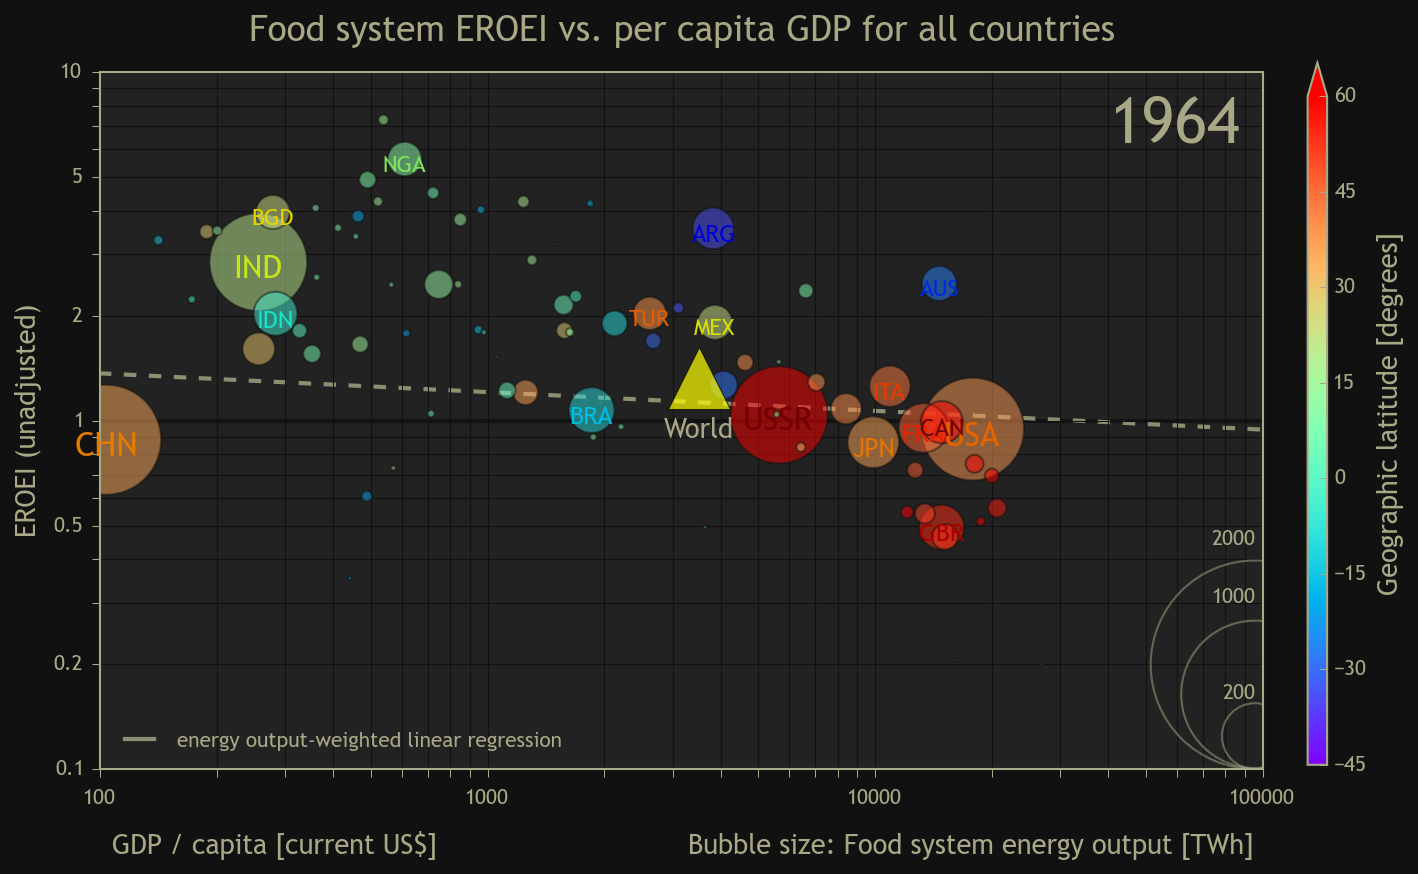 Food system EROEI vs. per capita GDP for all countries
1964
10
5
2
1
0.5
0.2
0.1
EROEI (unadjusted)
NGA
BGD
IND
IDN
ARG
AUS
TUR
MEX
World
USSR
BRA
CHN
ITA
CAN
USA
JPN
2000
1000
200
energy output-weighted linear regression
100
1000
10000
100000
GDP / capita [current US$]
Bubble size: Food system energy output [TWh]
60
45
30
15
0
−15
−30
−45
Geographic latitude [degrees]